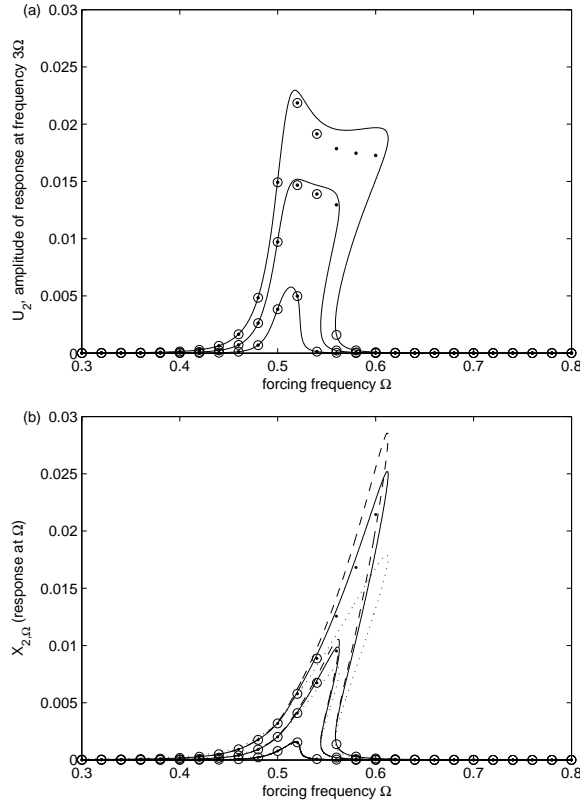 (a)
0.03
0.025
0.02
0.015
0.01
0.005
0
U2, amplitude of response at frequency 3Ω
0.3 0.4 0.5 0.6 0.7 0.8
forcing frequency Ω
(b)
0.03
0.025
0.02
0.015
0.01
0.005
0
X2,Ω (response at Ω)
0.3 0.4 0.5 0.6 0.7 0.8
forcing frequency Ω